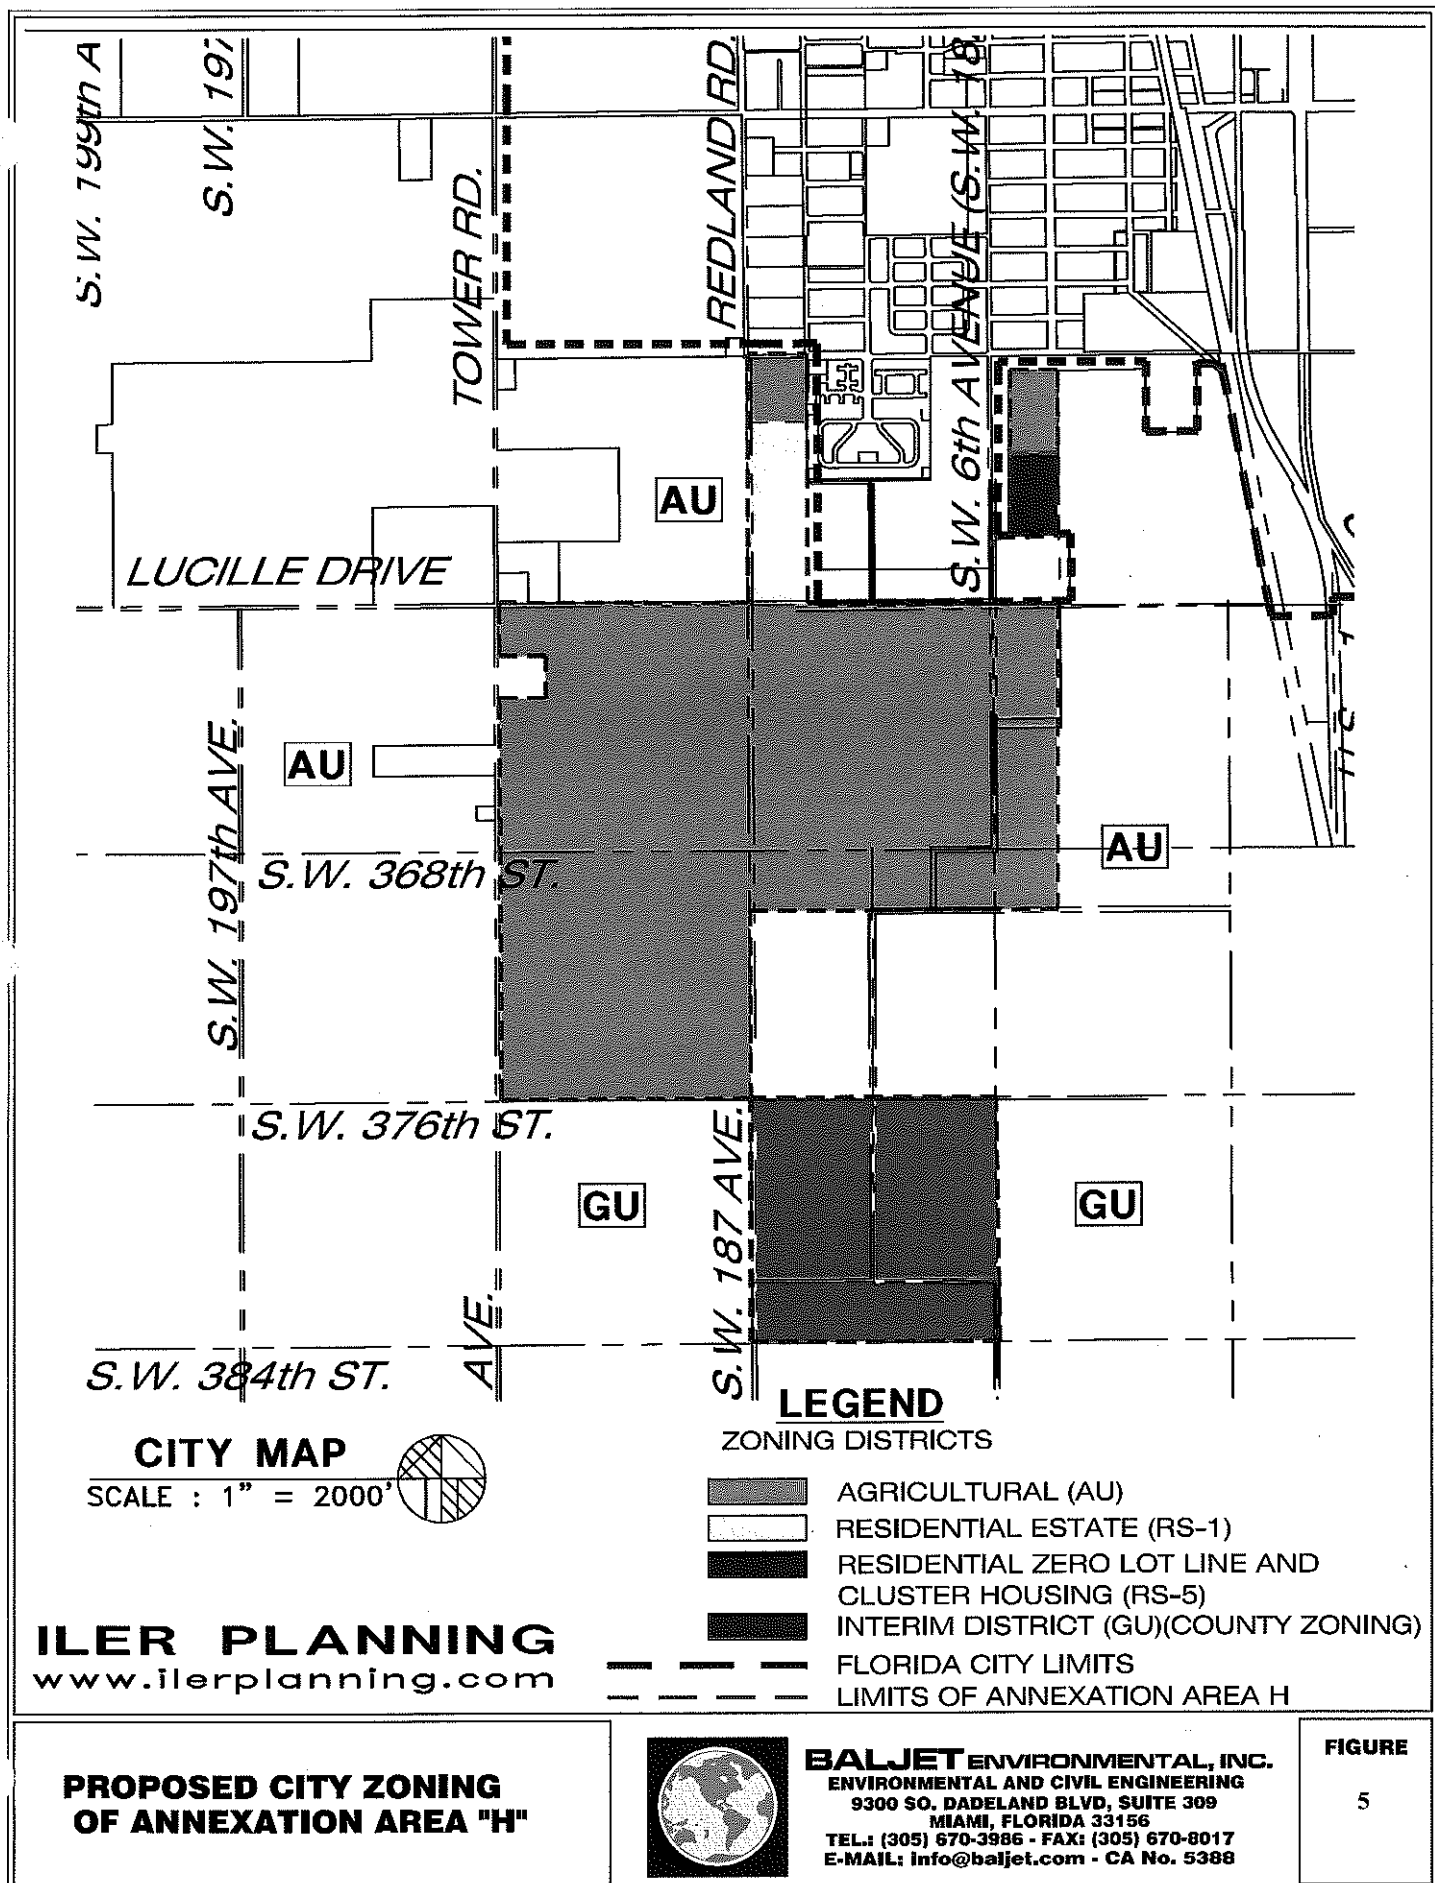 S.W. 199th A
S.W. 197
TOWER RD.
REDLAND RD.
S.W. 6th AVENUE (S.W. 18
AU
LUCILLE DRIVE
S.W. 197th AVE.
AU
AU
S.W. 368th ST.
S.W. 376th ST.
GU
GU
S.W. 187 AVE.
AVE.
S.W. 384th ST.
LEGEND
ZONING DISTRICTS
CITY MAP
SCALE : 1" = 2000'
AGRICULTURAL (AU)
RESIDENTIAL ESTATE (RS-1)
RESIDENTIAL ZERO LOT LINE AND
CLUSTER HOUSING (RS-5)
INTERIM DISTRICT (GU)(COUNTY ZONING)
FLORIDA CITY LIMITS
LIMITS OF ANNEXATION AREA H
ILER PLANNING
www.ilerplanning.com
PROPOSED CITY ZONING
OF ANNEXATION AREA "H"
BALJET ENVIRONMENTAL, INC.
ENVIRONMENTAL AND CIVIL ENGINEERING
9300 SO. DADELAND BLVD, SUITE 309
MIAMI, FLORIDA 33156
TEL.: (305) 670-3986 - FAX: (305) 670-8017
E-MAIL: info@baljet.com - CA No. 5388
FIGURE
5